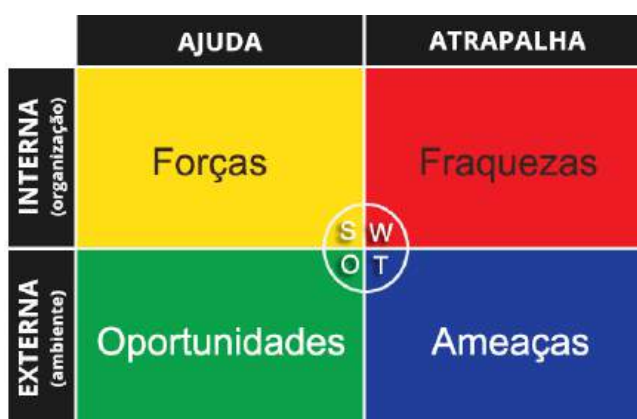 AJUDA
ATRAPALHA
INTERNA
(organização)
Forças
Fraquezas
S W
O T
EXTERNA
(ambiente)
Oportunidades
Ameaças